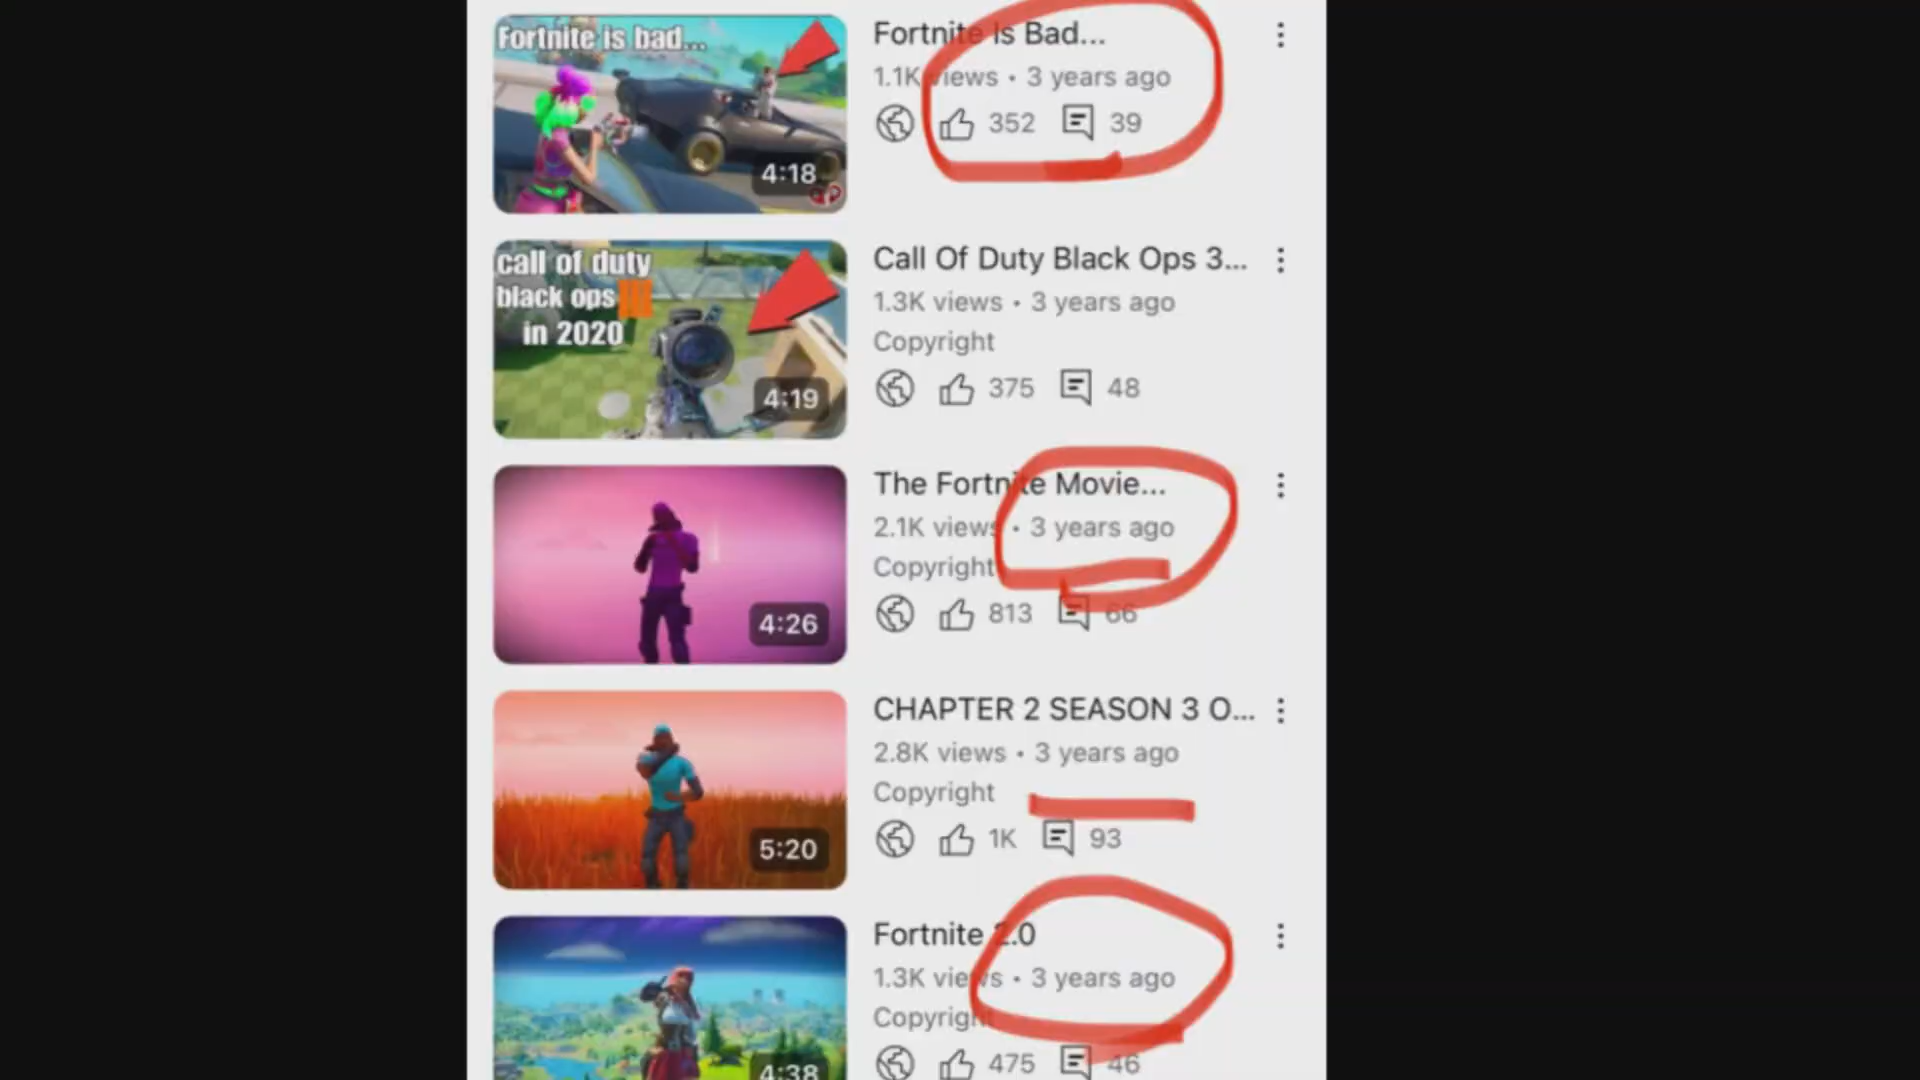 Fortnite is bad...
4:18
Fortnite Is Bad...
1.1K views • 3 years ago
352 39
call of duty
black ops III
in 2020
4:19
Call Of Duty Black Ops 3...
1.3K views • 3 years ago
Copyright
375 48
4:26
The Fortnite Movie...
2.1K views • 3 years ago
Copyright
813 66
5:20
CHAPTER 2 SEASON 3 O...
2.8K views • 3 years ago
Copyright
1K 93
4:38
Fortnite 2.0
1.3K views • 3 years ago
Copyright
475 46